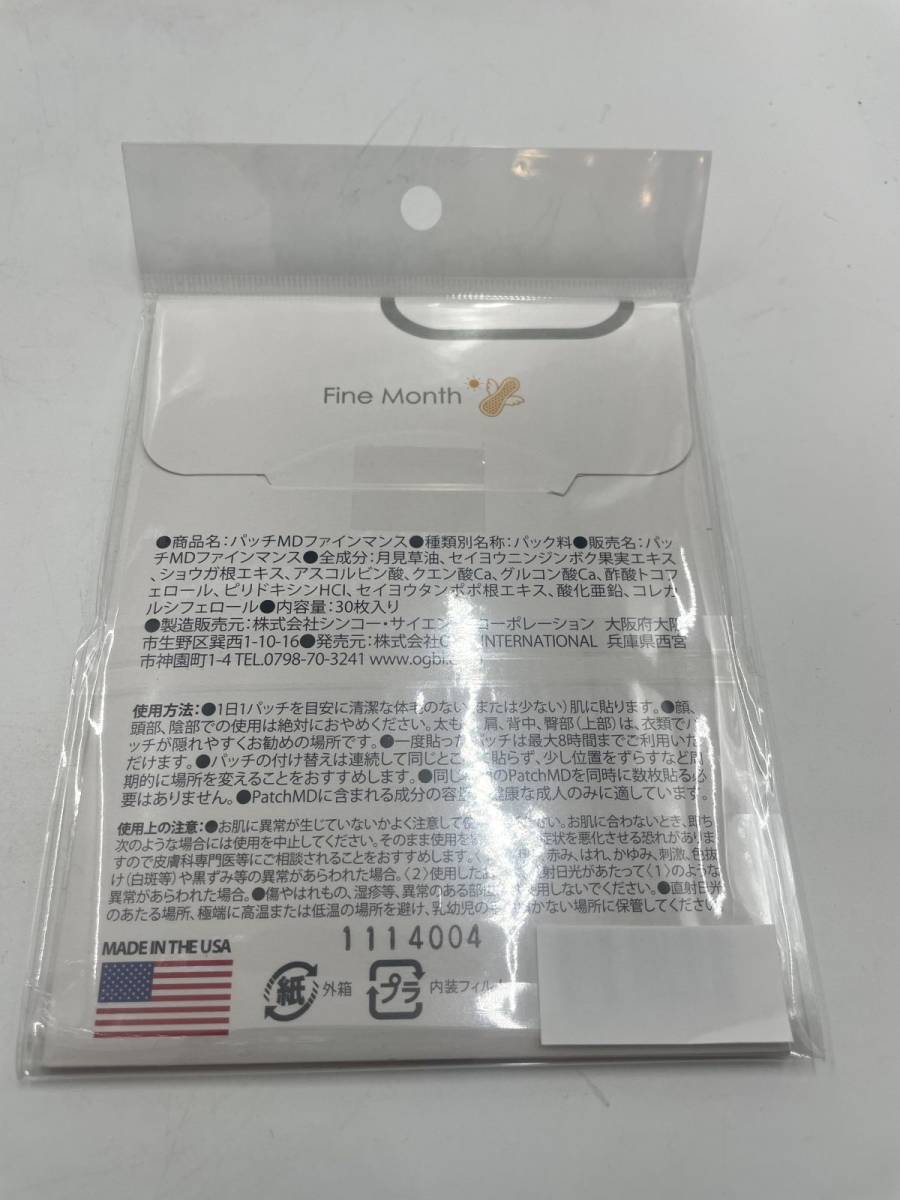 Fine Month
●商品名：パッチMDファインマンス●種類別名称：パック料●販売名：パッ
チMDファインマンス●全成分：月見草油、セイヨウニンジンボク果実エキス
、ショウガ根エキス、アスコルビン酸、クエン酸Ca、グルコン酸Ca、酢酸トコフ
ェロール、ピリドキシンHCl、セイヨウタンポポ根エキス、酸化亜鉛、コレカ
ルシフェロール●内容量：30枚入り
●製造販売元：株式会社シンコー・サイエン コーポレーション 大阪府大阪
市生野区巽西1-10-16●発売元：株式会社O INTERNATIONAL 兵庫県西宮
市神園町1-4 TEL.0798-70-3241 www.ogbi.
使用方法：●1日1パッチを目安に清潔な体毛のない または少ない）肌に貼ります。●顔、
頭部、陰部での使用は絶対におやめください。太も 肩、背中、臀部（上部）は、衣類でパ
ッチが隠れやすくお勧めの場所です。●一度貼った ッチは最大8時間までご利用いた
だけます。●パッチの付け替えは連続して同じとこ 貼らず、少し位置をずらすなど
期的に場所を変えることをおすすめします。●同じ のPatchMDを同時に数枚貼る必
要はありません。●PatchMDに含まれる成分の容 健康な成人のみに適しています。
使用上の注意：●お肌に異常が生じていないかよく注意して使 ない。お肌に合わないとき、即ち
次のような場合には使用を中止してください。そのまま使用を 症状を悪化させる恐れがありま
すので皮膚科専門医等にご相談されることをおすすめします。 赤み、はれ、かゆみ、刺激、色抜
け（白斑等）や黒ずみ等の異常があらわれた場合。〈2〉使用したお 射日光があたって〈1〉のような
異常があらわれた場合。●傷やはれもの、湿疹等、異常のある部 使用しないでください。●直射日光
のあたる場所、極端に高温または低温の場所を避け、乳幼児の手 かない場所に保管してください
1114004
MADE IN THE USA
紙 外箱 プラ 内装フィル